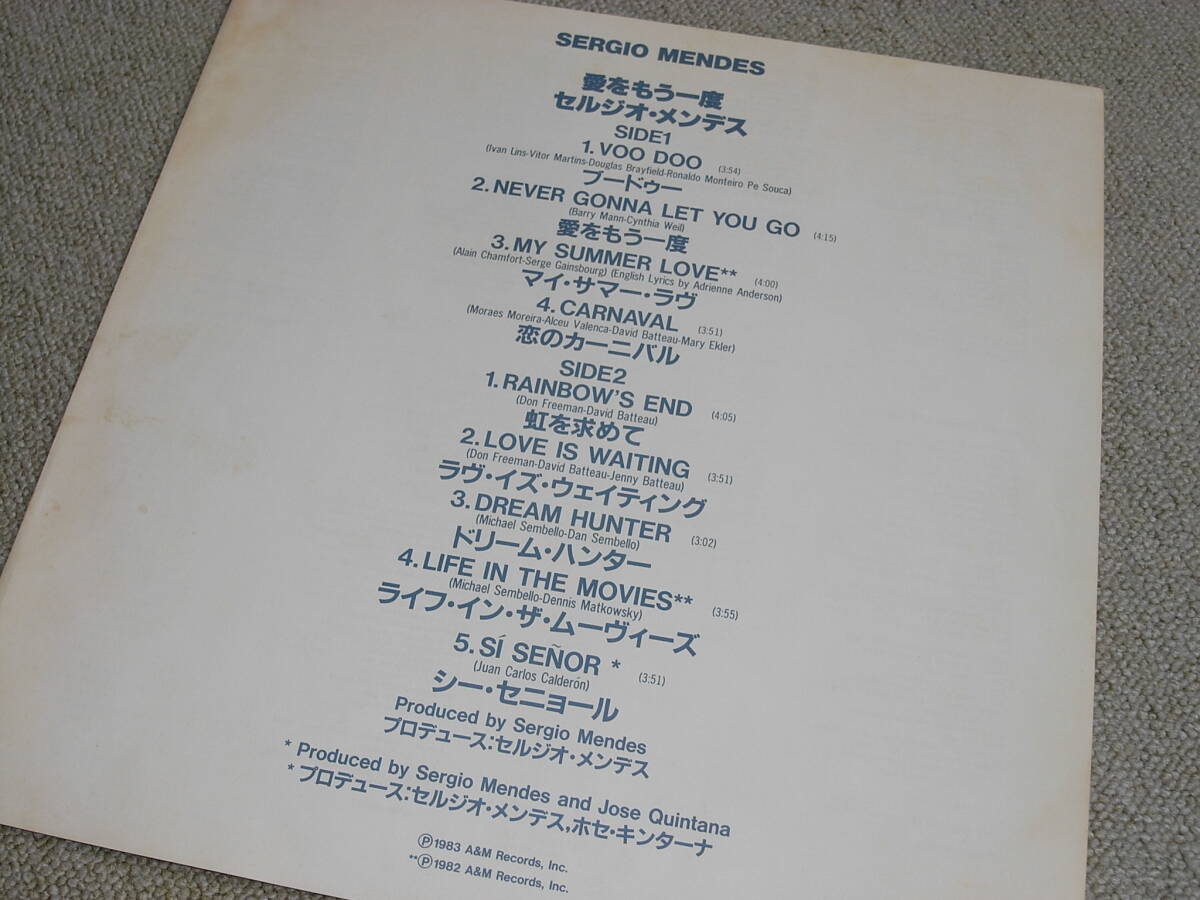 SERGIO MENDES
愛をもう一度
セルジオ・メンデス
SIDE1
1. VOO DOO (3:54)
(Ivan Lins-Vitor Martins-Douglas Brayfield-Ronaldo Monteiro Pe Souca)
ブードゥー
2. NEVER GONNA LET YOU GO (4:15)
(Barry Mann-Cynthia Weil)
愛をもう一度
3. MY SUMMER LOVE** (4:00)
(Alain Chamfort-Serge Gainsbourg) (English Lyrics by Adrienne Anderson)
マイ・サマー・ラヴ
4. CARNAVAL (3:51)
(Moraes Moreira-Alceu Valenca-David Batteau-Mary Ekler)
恋のカーニバル
SIDE2
1. RAINBOW'S END (4:05)
(Don Freeman-David Batteau)
虹を求めて
2. LOVE IS WAITING (3:51)
(Don Freeman-David Batteau-Jenny Batteau)
ラヴ・イズ・ウェイティング
3. DREAM HUNTER (3:02)
(Michael Sembello-Dan Sembello)
ドリーム・ハンター
4. LIFE IN THE MOVIES** (3:55)
(Michael Sembello-Dennis Matkowsky)
ライフ・イン・ザ・ムーヴィーズ
5. SÍ SEÑOR * (3:51)
(Juan Carlos Calderón)
シー・セニョール
Produced by Sergio Mendes
プロデュース:セルジオ・メンデス
* Produced by Sergio Mendes and Jose Quintana
* プロデュース:セルジオ・メンデス,ホセ・キンターナ
Ⓟ1983 A&M Records, Inc.
**Ⓟ1982 A&M Records, Inc.